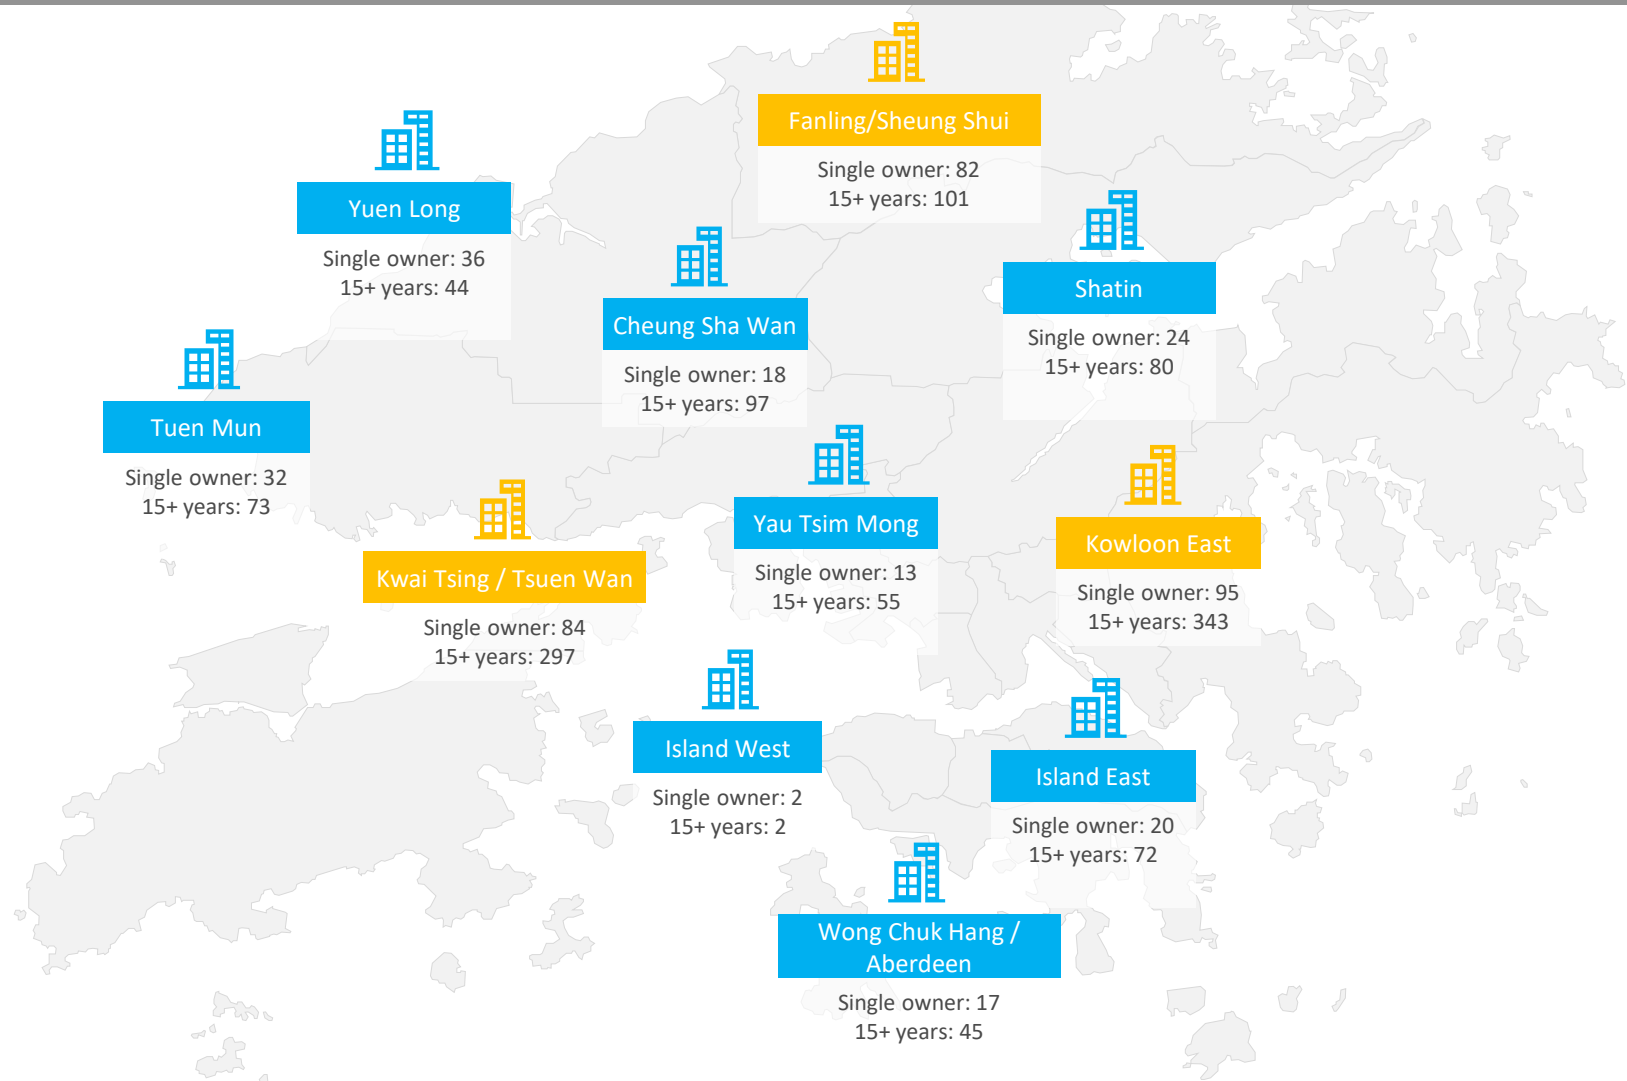 Fanling/Sheung Shui
Single owner: 82
15+ years: 101
Yuen Long
Single owner: 36
15+ years: 44
Shatin
Single owner: 24
15+ years: 80
Cheung Sha Wan
Single owner: 18
15+ years: 97
Tuen Mun
Single owner: 32
15+ years: 73
Yau Tsim Mong
Single owner: 13
15+ years: 55
Kowloon East
Single owner: 95
15+ years: 343
Kwai Tsing / Tsuen Wan
Single owner: 84
15+ years: 297
Island West
Single owner: 2
15+ years: 2
Island East
Single owner: 20
15+ years: 72
Wong Chuk Hang /
Aberdeen
Single owner: 17
15+ years: 45